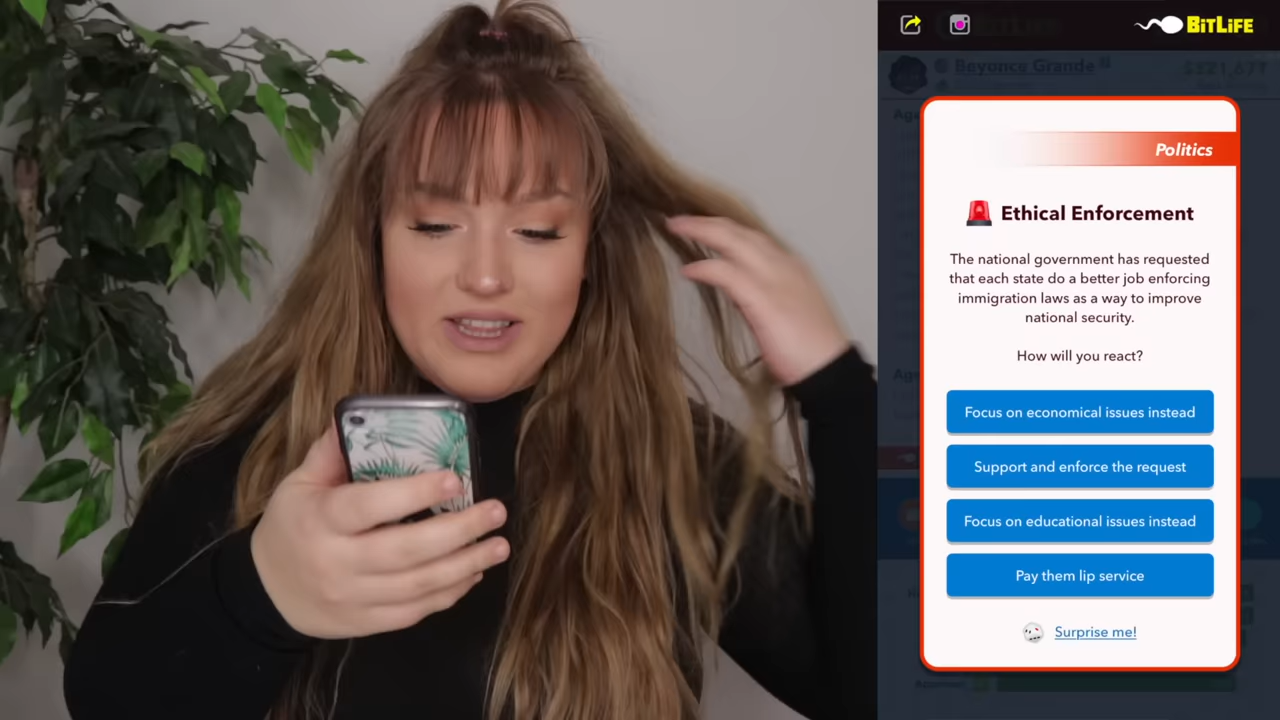 BitLife
Beyonce Grande
Politics
Ethical Enforcement
The national government has requested
that each state do a better job enforcing
immigration laws as a way to improve
national security.
How will you react?
Focus on economical issues instead
Support and enforce the request
Focus on educational issues instead
Pay them lip service
Surprise me!